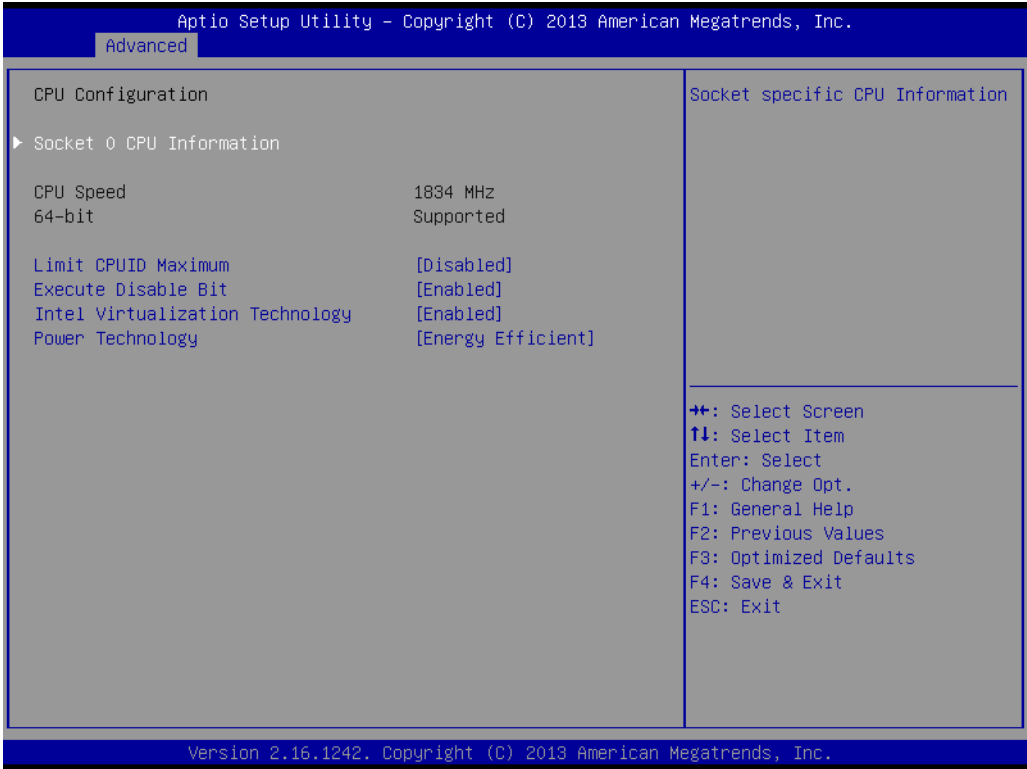 Aptio Setup Utility – Copyright (C) 2013 American Megatrends, Inc.
Advanced
CPU Configuration
Socket 0 CPU Information
CPU Speed 1834 MHz
64-bit Supported
Limit CPUID Maximum [Disabled]
Execute Disable Bit [Enabled]
Intel Virtualization Technology [Enabled]
Power Technology [Energy Efficient]
Socket specific CPU Information
→←: Select Screen
↑↓: Select Item
Enter: Select
+/-: Change Opt.
F1: General Help
F2: Previous Values
F3: Optimized Defaults
F4: Save & Exit
ESC: Exit
Version 2.16.1242. Copyright (C) 2013 American Megatrends, Inc.